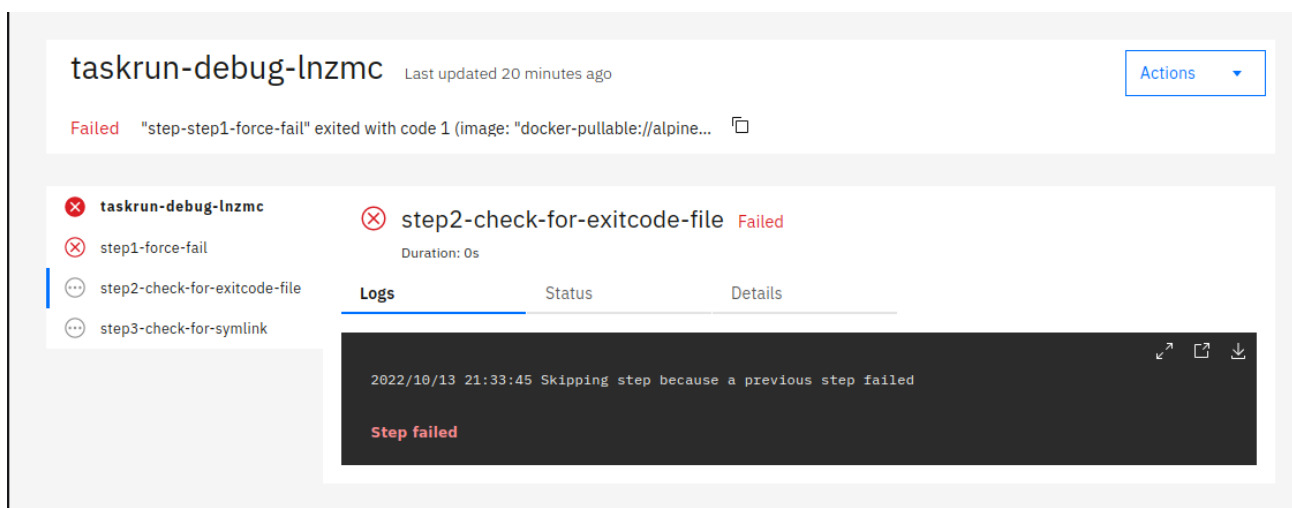 taskrun-debug-lnzmc Last updated 20 minutes ago
Actions
Failed "step-step1-force-fail" exited with code 1 (image: "docker-pullable://alpine...
taskrun-debug-lnzmc
step1-force-fail
step2-check-for-exitcode-file
step3-check-for-symlink
step2-check-for-exitcode-file Failed
Duration: 0s
Logs Status Details
2022/10/13 21:33:45 Skipping step because a previous step failed
Step failed